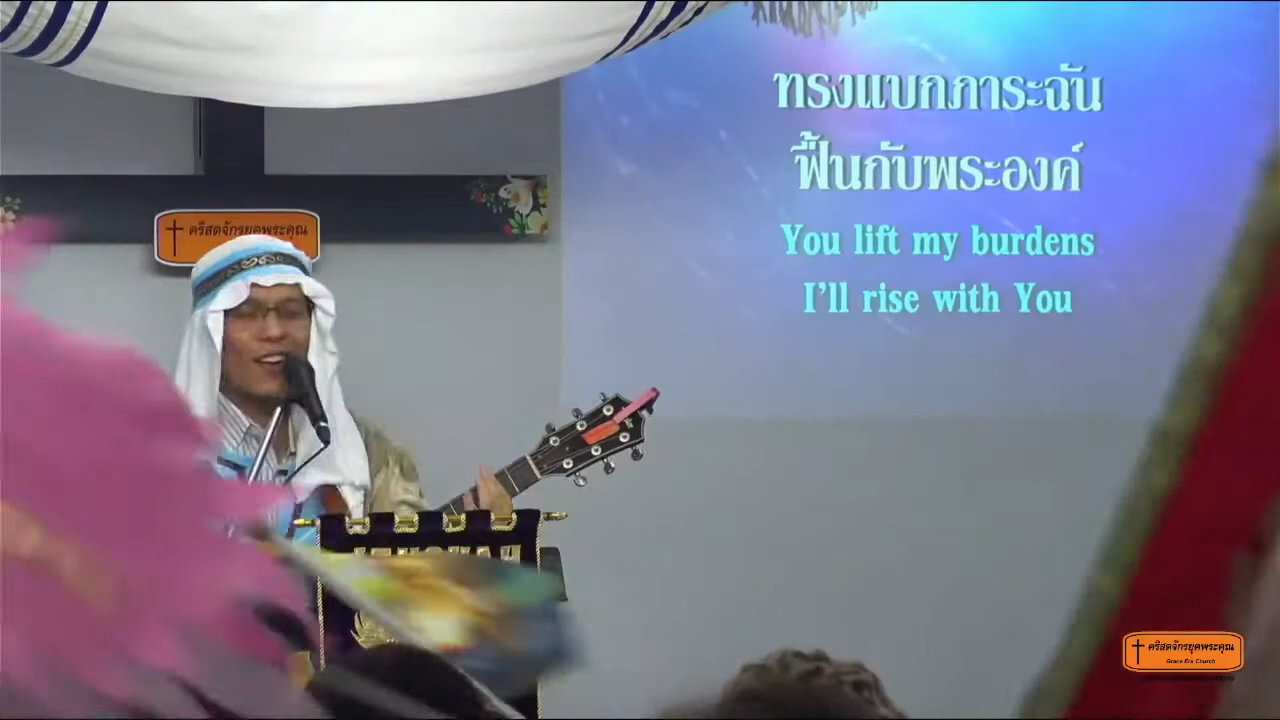 ทรงแบกภาระฉัน
ฟื้นกับพระองค์
You lift my burdens
I'll rise with You
คริสตจักรยุคพระคุณ
คริสตจักรยุคพระคุณ
Grace Era Church